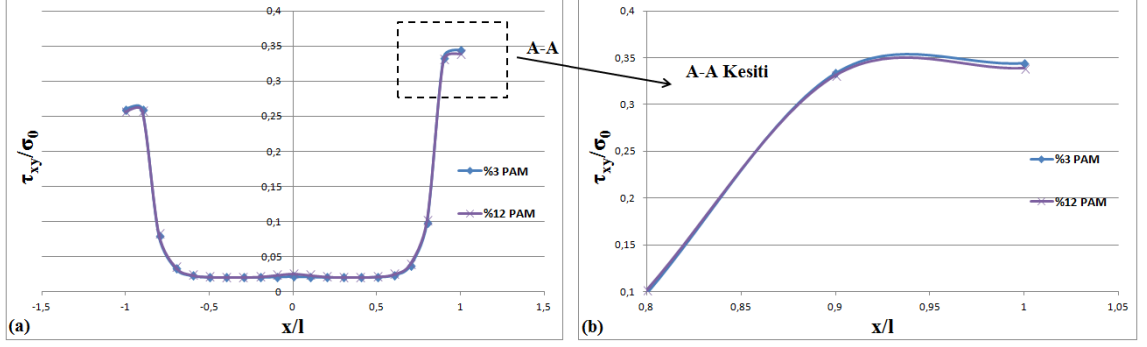 0,4
0,35
0,3
0,25
0,2
0,15
0,1
0,05
0
-1,5
-1
-0,5
0
0,5
1
1,5
τxy/σ0
x/l
(a)
%3 PAM
%12 PAM
A-A
A-A Kesiti
0,4
0,35
0,3
0,25
0,2
0,15
0,1
0,8
0,85
0,9
0,95
1
1,05
τxy/σ0
x/l
(b)
%3 PAM
%12 PAM